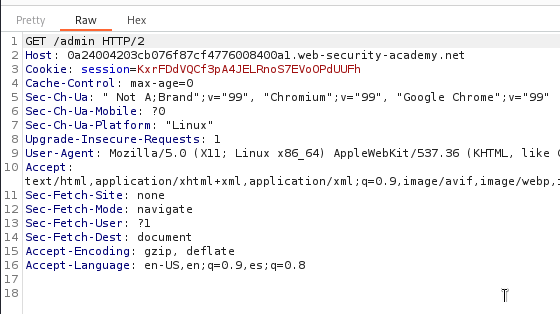 Pretty Raw Hex
1 GET /admin HTTP/2
2 Host: 0a24004203cb076f87cf4776008400a1.web-security-academy.net
3 Cookie: session=KxrFDdVQCf3pA4JELRnoS7EVoOPdUUFh
4 Cache-Control: max-age=0
5 Sec-Ch-Ua: " Not A;Brand";v="99", "Chromium";v="99", "Google Chrome";v="99"
6 Sec-Ch-Ua-Mobile: ?0
7 Sec-Ch-Ua-Platform: "Linux"
8 Upgrade-Insecure-Requests: 1
9 User-Agent: Mozilla/5.0 (X11; Linux x86_64) AppleWebKit/537.36 (KHTML, like
10 Accept:
text/html,application/xhtml+xml,application/xml;q=0.9,image/avif,image/webp,
11 Sec-Fetch-Site: none
12 Sec-Fetch-Mode: navigate
13 Sec-Fetch-User: ?1
14 Sec-Fetch-Dest: document
15 Accept-Encoding: gzip, deflate
16 Accept-Language: en-US,en;q=0.9,es;q=0.8
17
18